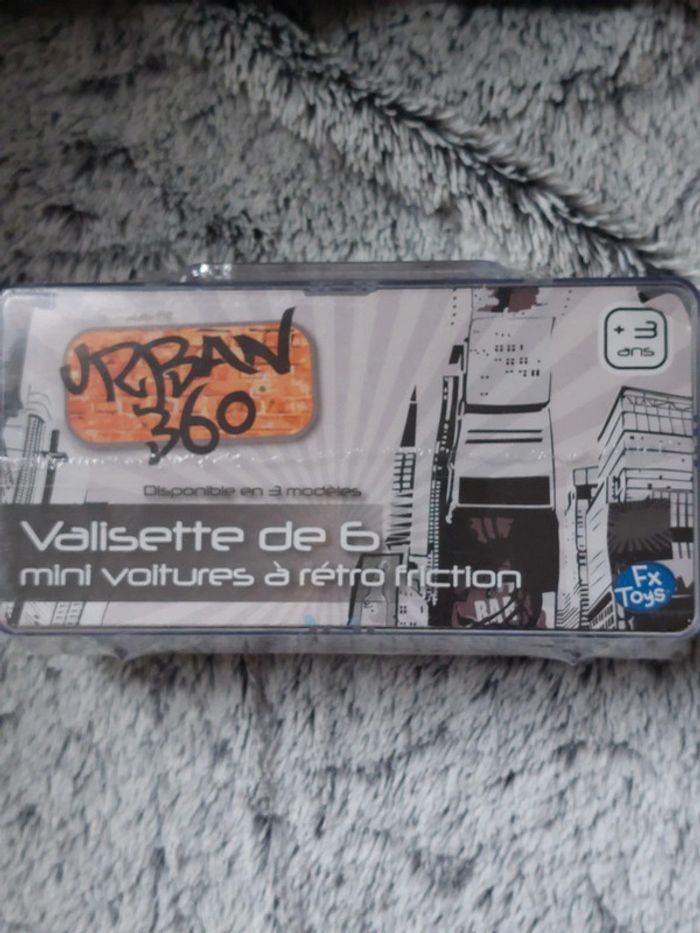 URBAN
360
+ 3
ans
Disponible en 3 modèles
Valisette de 6
mini voitures à rétro friction
Fx
Toys